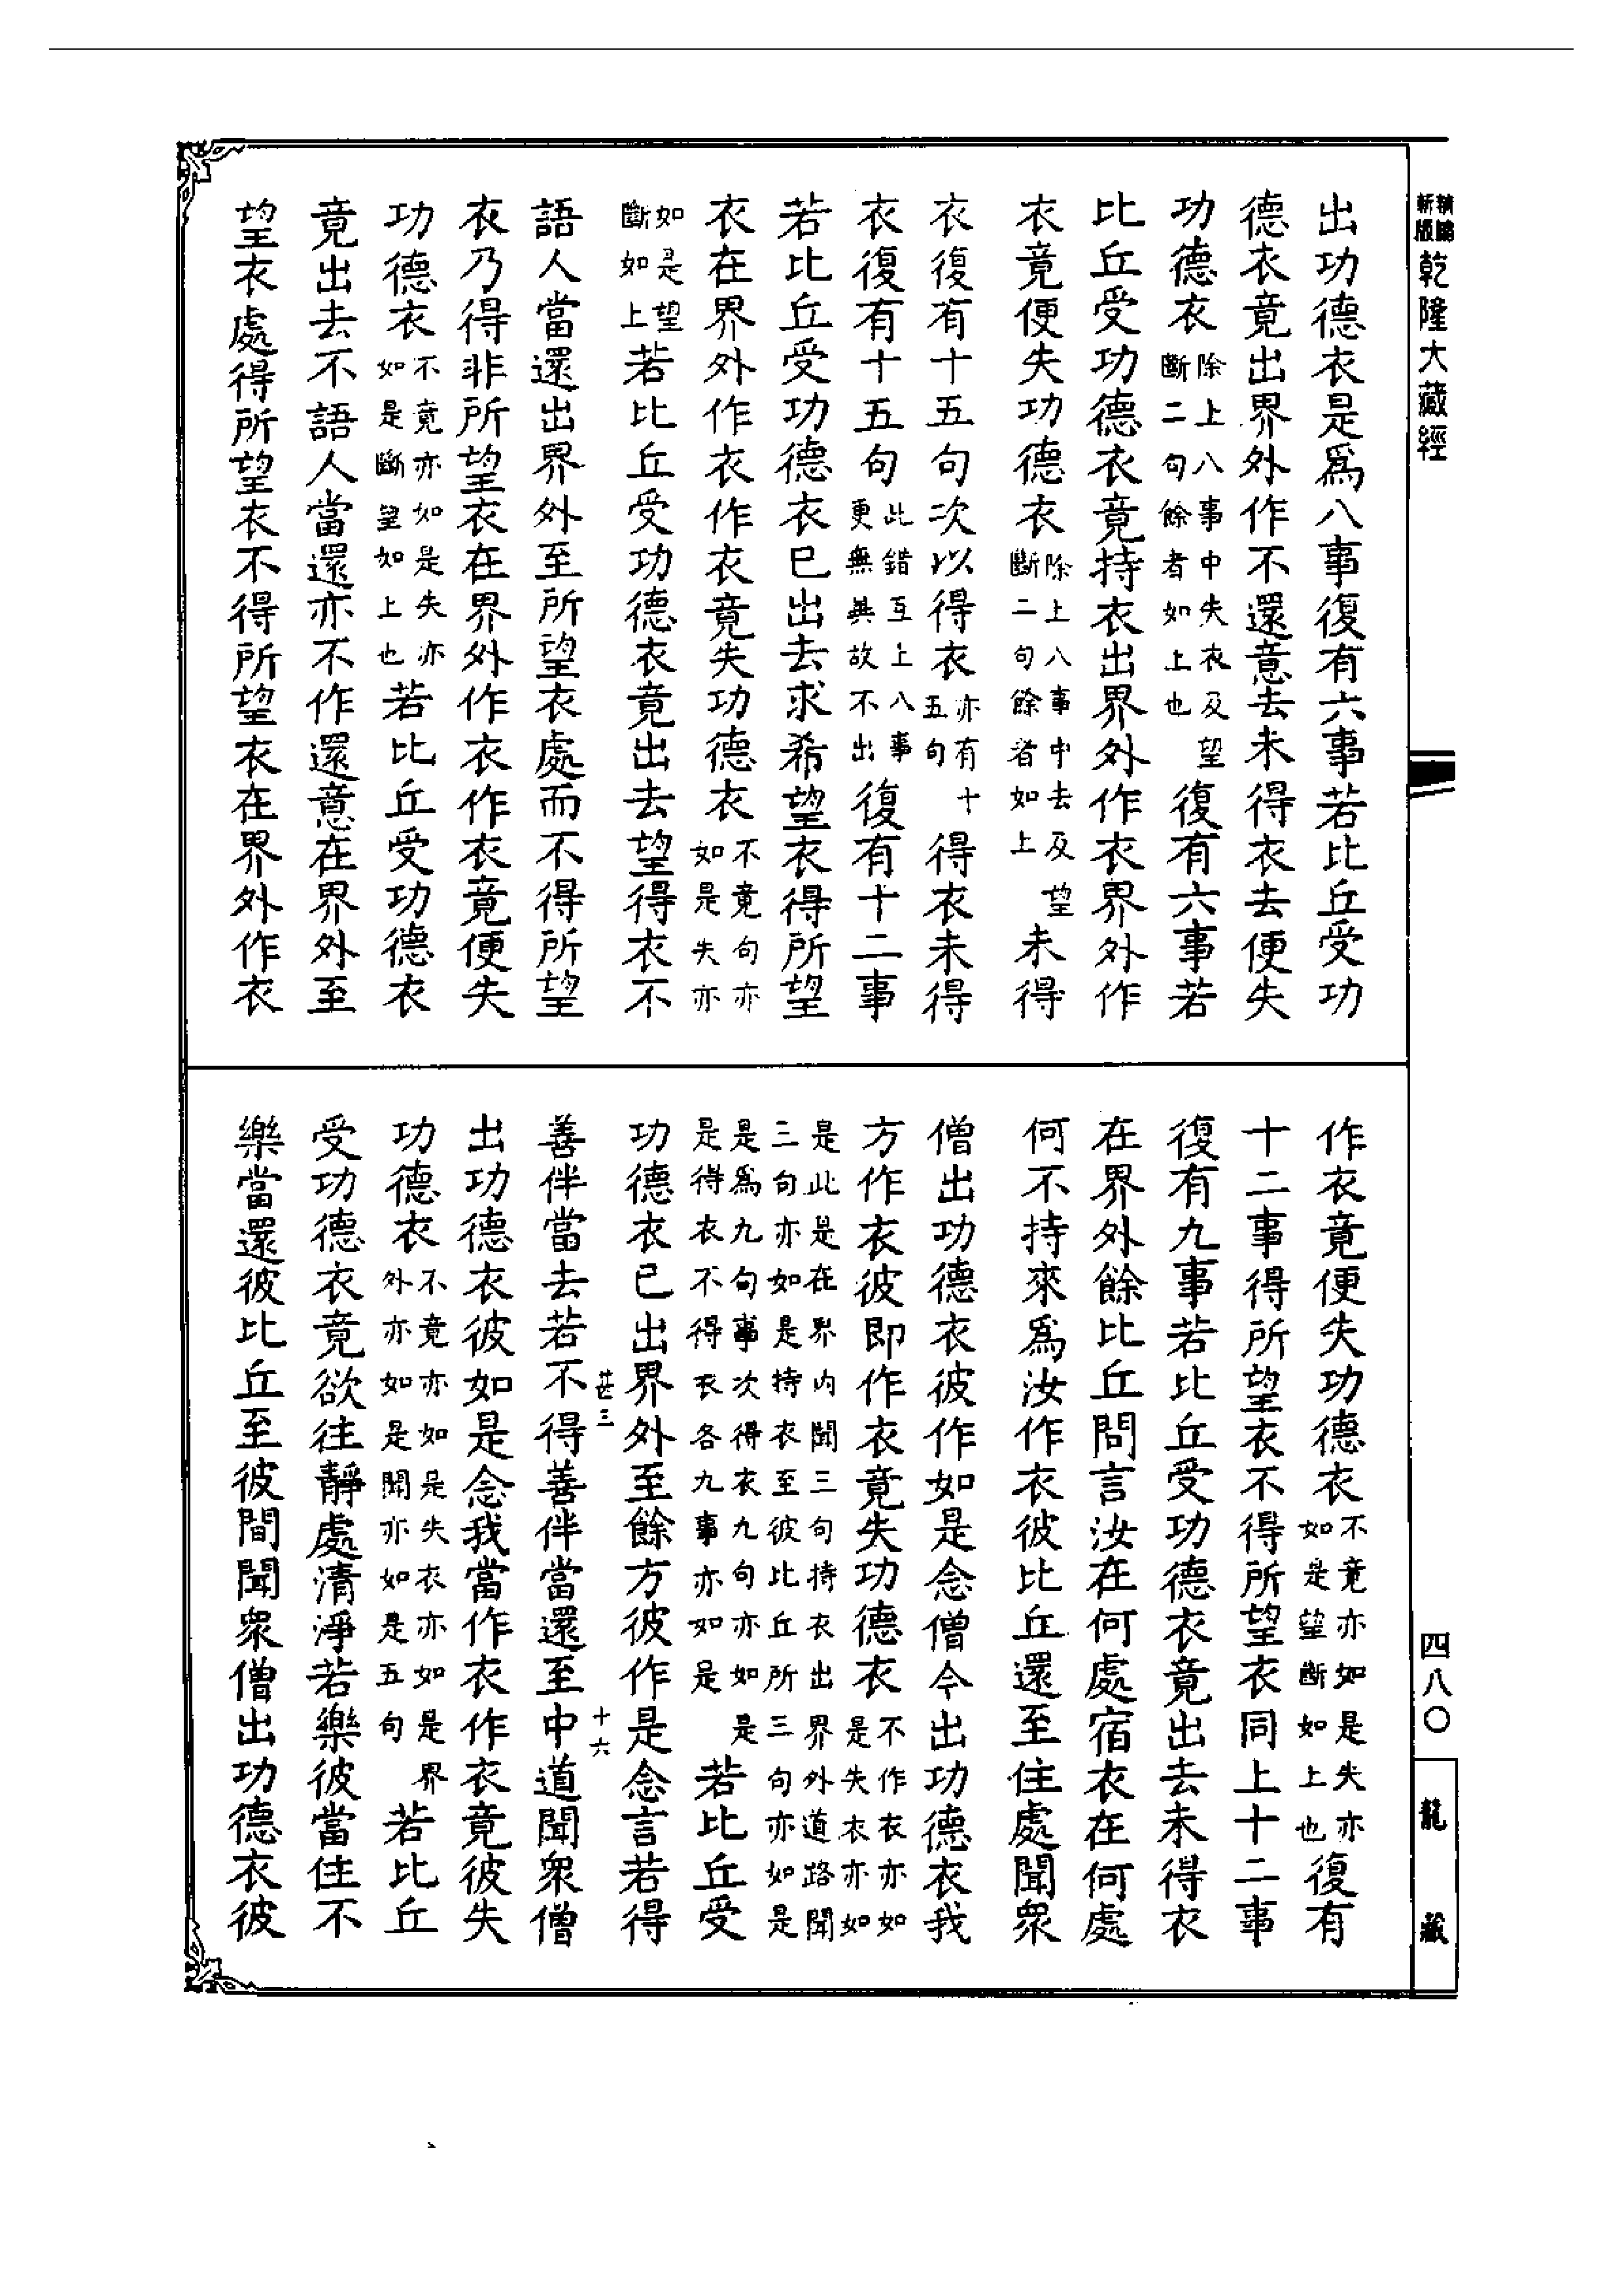 新版精縮乾隆大藏經
出功德衣是為八事復有六事若比丘受功
德衣竟出界外作不還意去未得衣去便失
功德衣除上八事中失衣及望斷二句餘者如上也復有六事若
比丘受功德衣竟持衣出界外作衣界外作
衣竟便失功德衣除上八事中去及望斷二句餘者如上未得
衣復有十五句次以得衣亦有十五句得衣未得
衣復有十五句此錯互上八事更無其故不出復有十二事
若比丘受功德衣已出去求希望衣得所望
衣在界外作衣作衣竟失功德衣不竟句亦如是失亦
如是望斷如上若比丘受功德衣竟出去望得衣不
語人當還出界外至所望衣處而不得所望
衣乃得非所望衣在界外作衣作衣竟便失
功德衣不竟亦如是失亦如是斷望如上也若比丘受功德衣
竟出去不語人當還亦不作還意在界外至
望衣處得所望衣不得所望衣在界外作衣
作衣竟便失功德衣不竟亦如是失亦如是望斷如上也復有
十二事得所望衣不得所望衣同上十二事
復有九事若比丘受功德衣竟出去未得衣
在界外餘比丘問言汝在何處宿衣在何處
何不持來為汝作衣彼比丘還至住處聞眾
僧出功德衣彼作如是念僧今出功德衣我
方作衣彼即作衣竟失功德衣不作衣亦如是失衣亦如
是此是在界內聞三句持衣出界外道路聞三句亦如是持衣至彼比丘所三句亦如是
是為九句事次得衣九句亦如是是得衣不得衣各九事亦如是若比丘受
功德衣已出界外至餘方彼作是念言若得
善伴當去若不得善伴當還至中道聞眾僧
出功德衣彼如是念我當作衣作衣竟彼失
功德衣不竟亦如是失衣亦如是界外亦如是聞亦如是五句若比丘
受功德衣竟欲往靜處清淨若樂彼當住不
樂當還彼比丘至彼間聞眾僧出功德衣彼
世三
十六
四八〇
龍藏